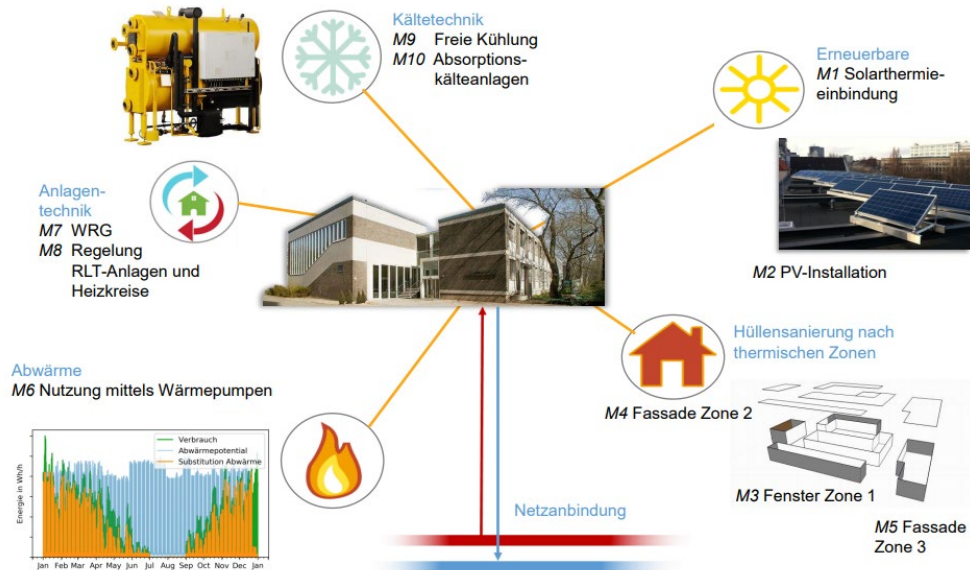 Kältetechnik
M9 Freie Kühlung
M10 Absorptions-
kälteanlagen
Erneuerbare
M1 Solarthermie-
einbindung
Anlagen-
technik
M7 WRG
M8 Regelung
RLT-Anlagen und
Heizkreise
M2 PV-Installation
Hüllensanierung nach
thermischen Zonen
Abwärme
M6 Nutzung mittels Wärmepumpen
M4 Fassade Zone 2
Verbrauch
Abwärmepotential
Substitution Abwärme
Energie in Wh/h
Jan Feb Mar Apr May Jun Jul Aug Sep Oct Nov Dec Jan
M3 Fenster Zone 1
Netzanbindung
M5 Fassade
Zone 3